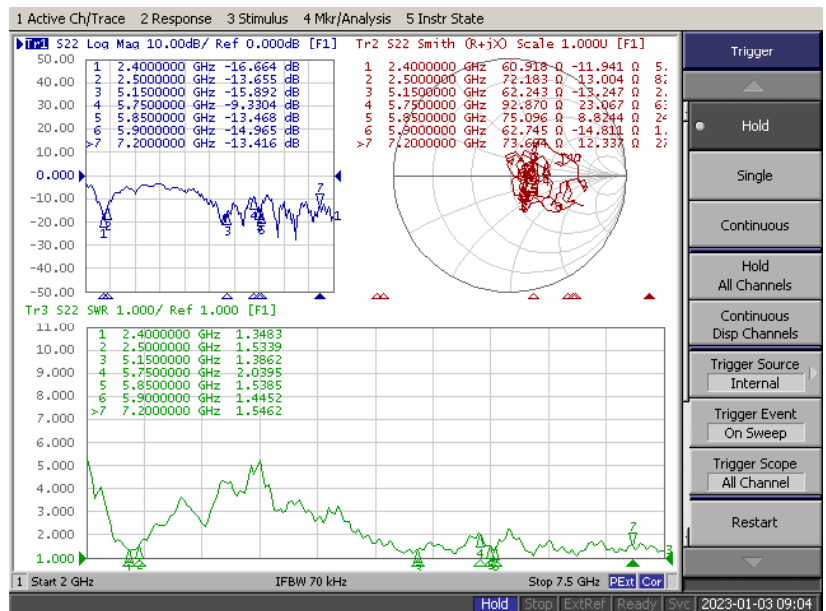 1 Active Ch/Trace 2 Response 3 Stimulus 4 Mkr/Analysis 5 Instr State
Tr1 S22 Log Mag 10.00dB/ Ref 0.000dB [F1]
50.00
40.00
30.00
20.00
10.00
0.000
-10.00
-20.00
-30.00
-40.00
-50.00
1 2.4000000 GHz -16.664 dB
2 2.5000000 GHz -13.655 dB
3 5.1500000 GHz -15.892 dB
4 5.7500000 GHz -9.3304 dB
5 5.8500000 GHz -13.468 dB
6 5.9000000 GHz -14.965 dB
>7 7.2000000 GHz -13.416 dB
Tr2 S22 Smith (R+jX) Scale 1.000U [F1]
1 2.4000000 GHz 60.918 Ω -11.941 Ω 5.
2 2.5000000 GHz 72.183 Ω -13.004 Ω 82
3 5.1500000 GHz 62.243 Ω -13.247 Ω 2.
4 5.7500000 GHz 92.870 Ω 23.067 Ω 63
5 5.8500000 GHz 75.096 Ω 8.8244 Ω 24
6 5.9000000 GHz 62.745 Ω -14.811 Ω 1.
>7 7.2000000 GHz Ω 12.337 Ω 27
Tr3 S22 SWR 1.000/ Ref 1.000 [F1]
11.00
10.00
9.000
8.000
7.000
6.000
5.000
4.000
3.000
2.000
1.000
1 2.4000000 GHz 1.3483
2 2.5000000 GHz 1.5339
3 5.1500000 GHz 1.3862
4 5.7500000 GHz 2.0395
5 5.8500000 GHz 1.5385
6 5.9000000 GHz 1.4452
>7 7.2000000 GHz 1.5462
1 Start 2 GHz IFBW 70 kHz Stop 7.5 GHz PExt Cor
Trigger
Hold
Single
Continuous
Hold
All Channels
Continuous
Disp Channels
Trigger Source
Internal
Trigger Event
On Sweep
Trigger Scope
All Channel
Restart
Hold Stop ExtRef Ready Svc 2023-01-03 09:04